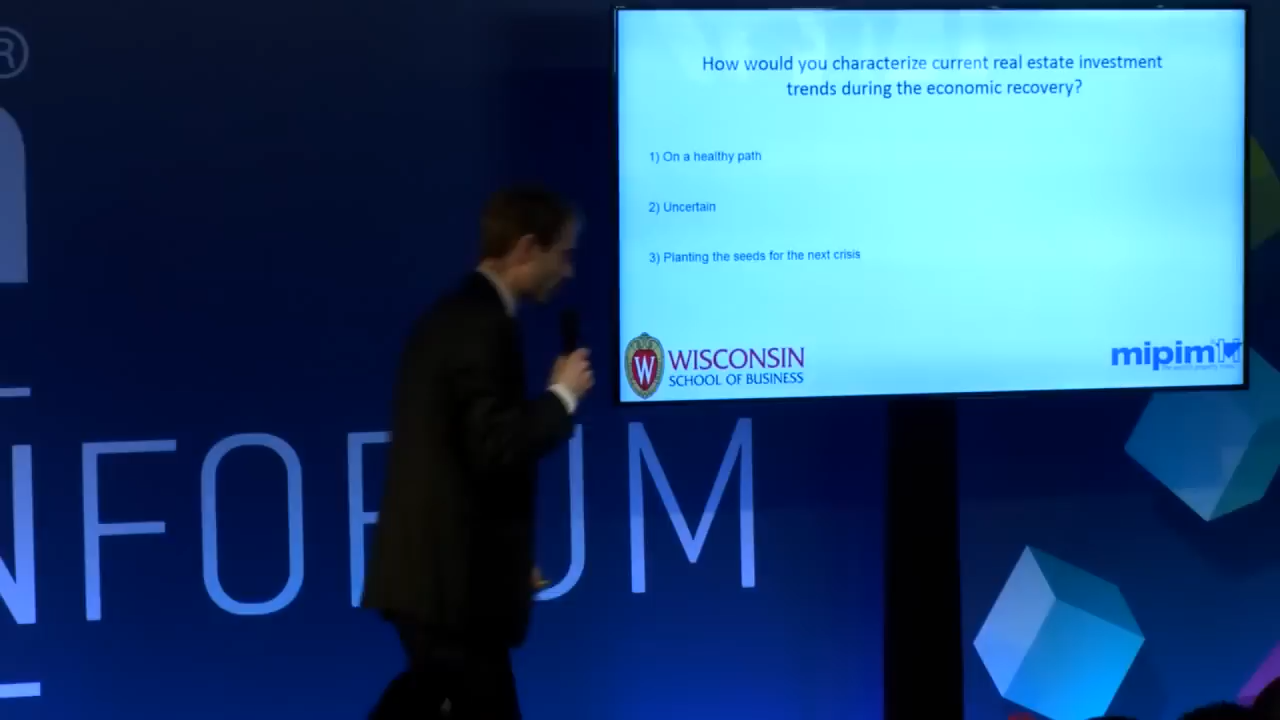 ®
How would you characterize current real estate investment
trends during the economic recovery?
1) On a healthy path
2) Uncertain
3) Planting the seeds for the next crisis
W
WISCONSIN
SCHOOL OF BUSINESS
mipim
FORUM